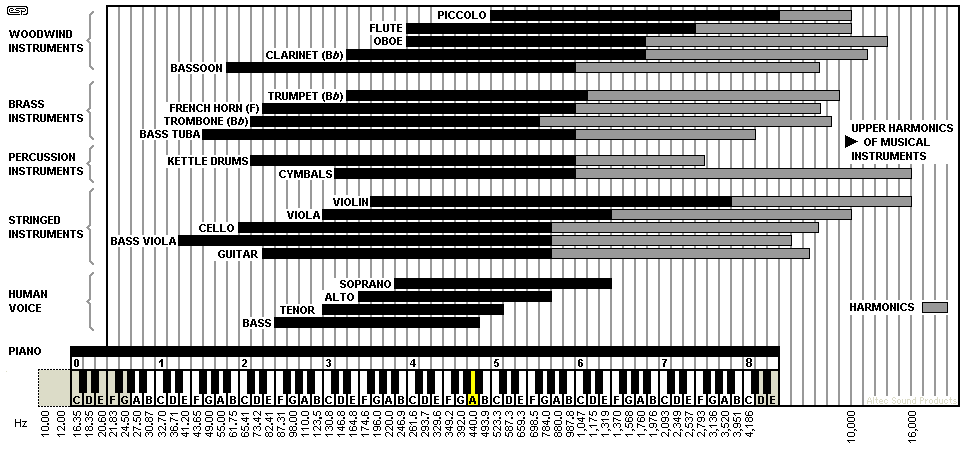 esp
WOODWIND
INSTRUMENTS
PICCOLO
FLUTE
OBOE
CLARINET (Bb)
BASSOON
BRASS
INSTRUMENTS
TRUMPET (Bb)
FRENCH HORN (F)
TROMBONE (Bb)
BASS TUBA
UPPER HARMONICS
OF MUSICAL
INSTRUMENTS
PERCUSSION
INSTRUMENTS
KETTLE DRUMS
CYMBALS
STRINGED
INSTRUMENTS
VIOLIN
VIOLA
CELLO
BASS VIOLA
GUITAR
HUMAN
VOICE
SOPRANO
ALTO
TENOR
BASS
HARMONICS
PIANO
0 1 2 3 4 5 6 7 8
C D E F G A B C D E F G A B C D E F G A B C D E F G A B C D E F G A B C D E F G A B C D E F G A B C D E F G A B C D E
Altec Sound Products
Hz 10.00 12.00 16.35 18.35 20.60 21.83 24.50 27.50 30.87 32.70 36.71 41.20 43.65 49.00 55.00 61.75 65.41 73.42 82.41 87.31 98.00 110.0 123.5 130.8 146.8 164.8 174.6 196.0 220.0 246.9 261.6 293.7 329.6 349.2 392.0 440.0 493.9 523.3 587.3 659.3 698.5 784.0 880.0 987.8 1,047 1,175 1,319 1,370 1,568 1,760 1,976 2,093 2,349 2,537 2,793 3,136 3,520 3,951 4,186 10,000 16,000